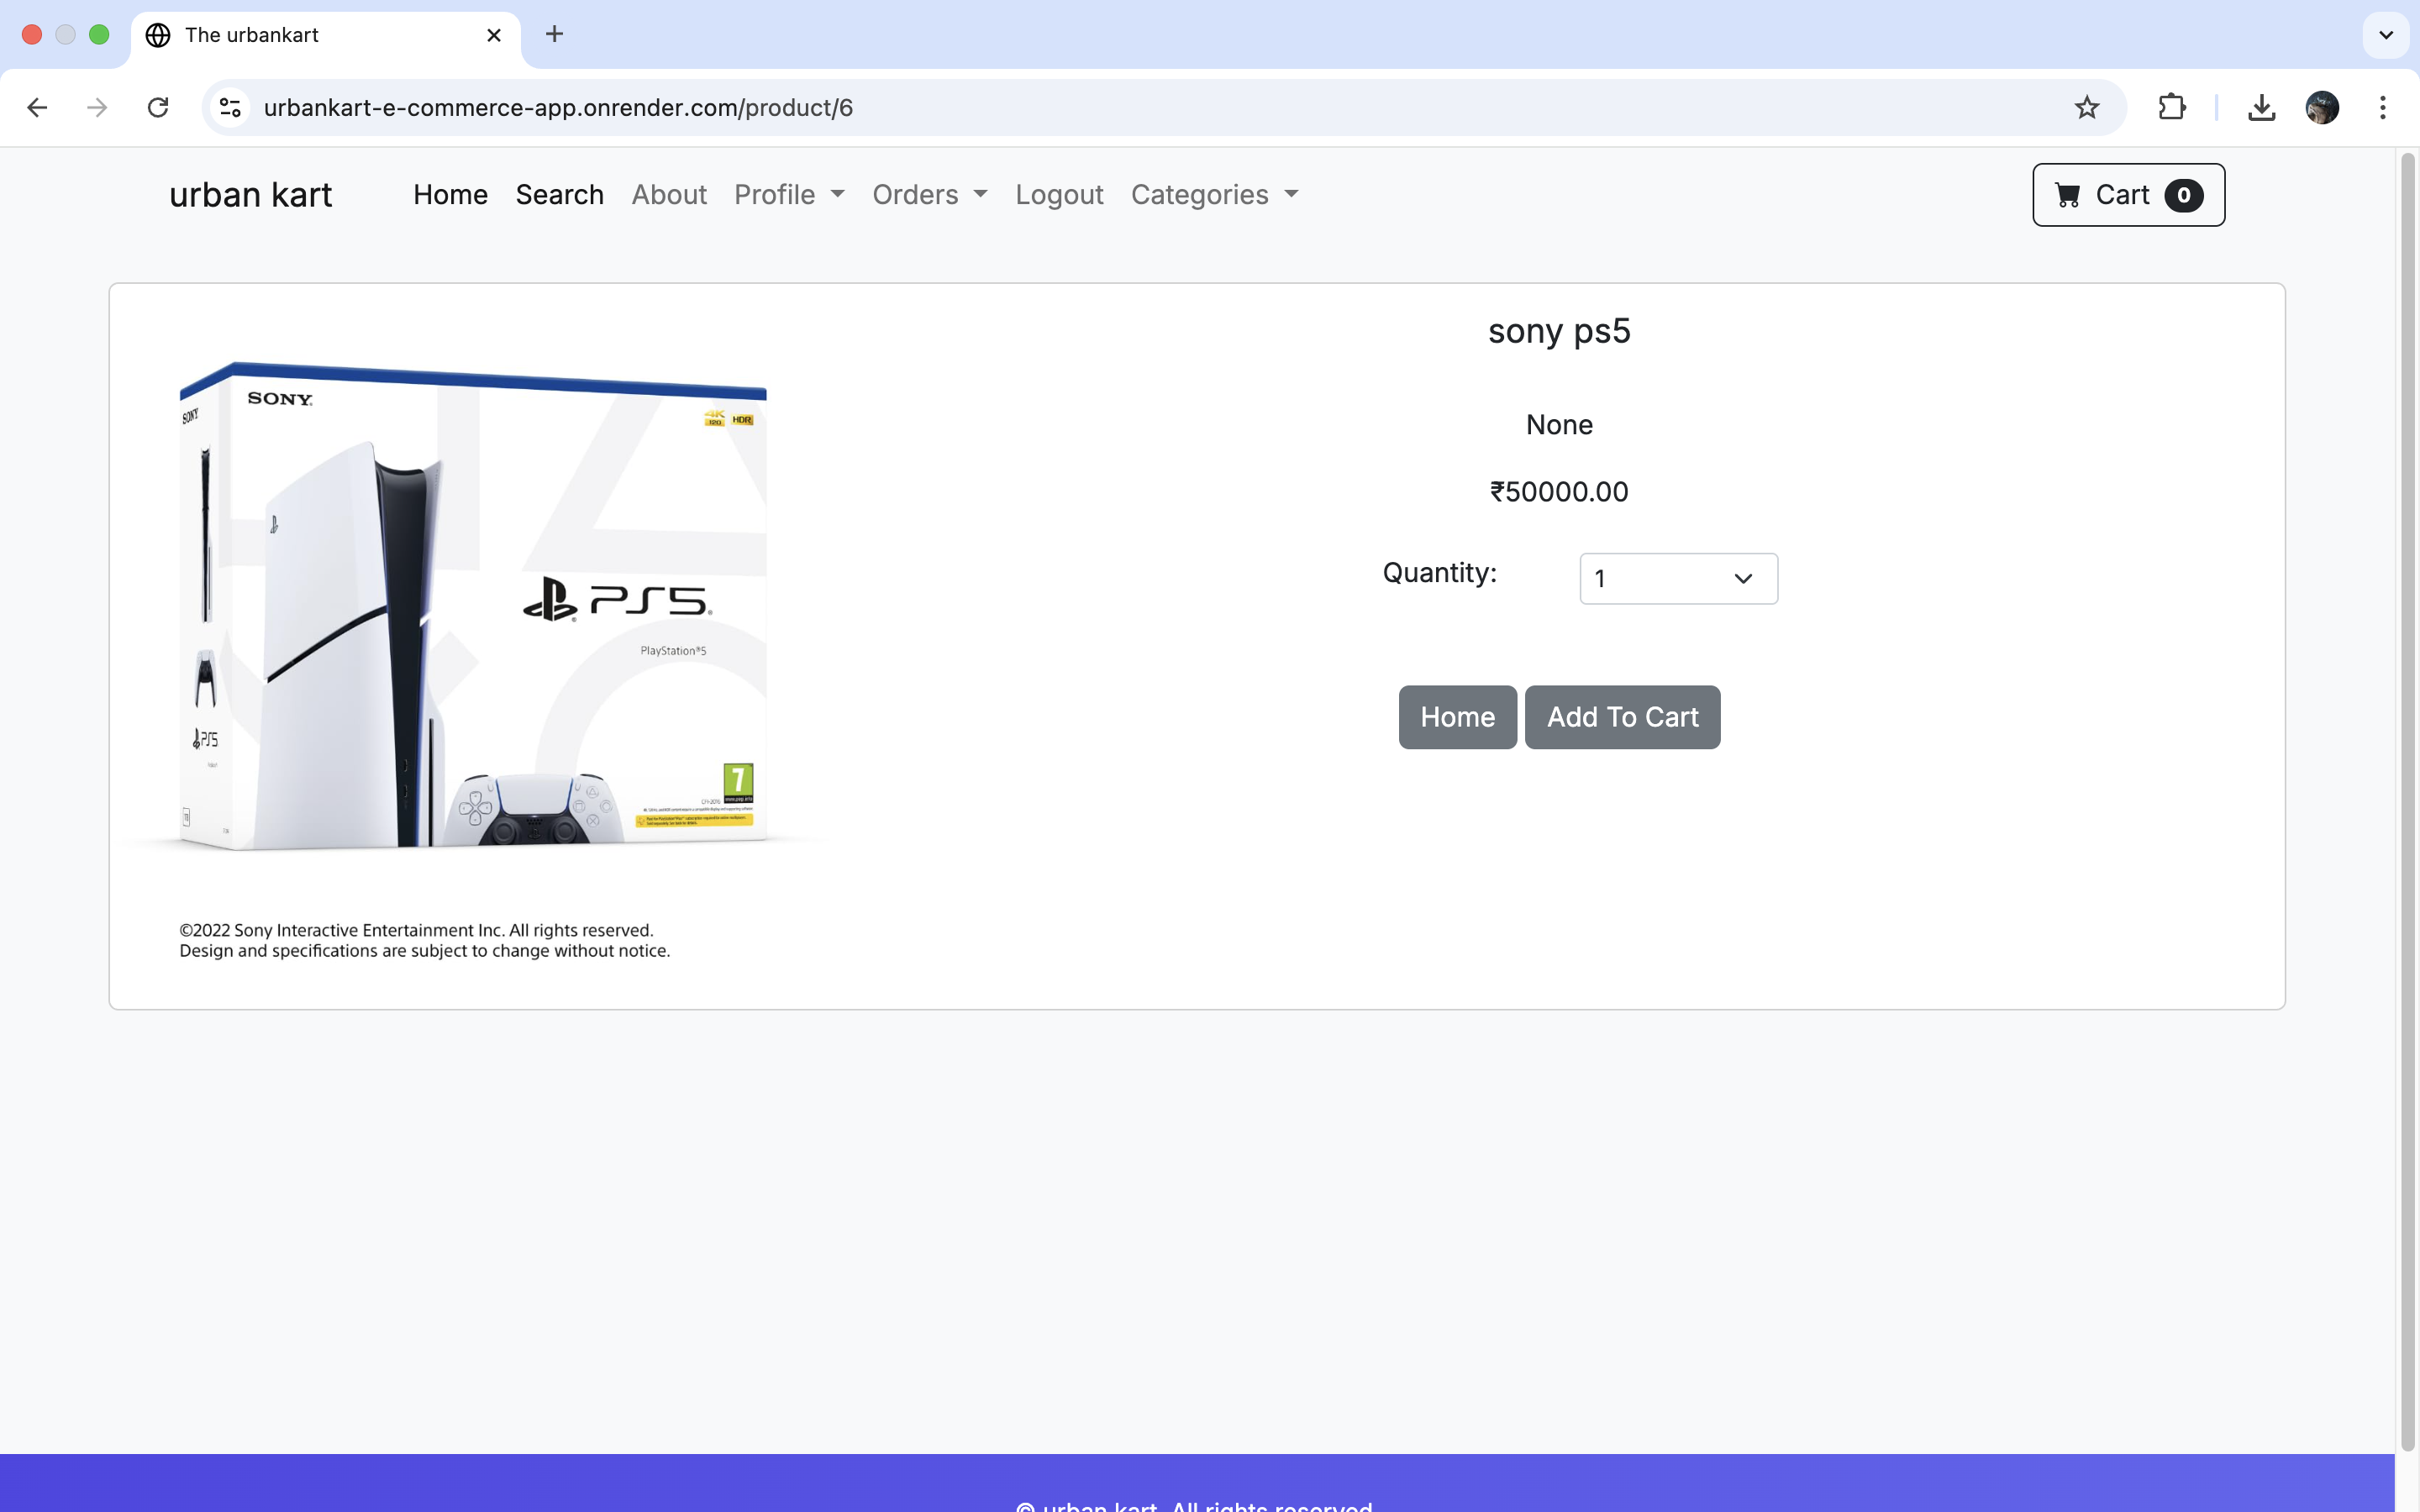 The urbankart
urbankart-e-commerce-app.onrender.com/product/6
urban kart Home Search About Profile Orders Logout Categories Cart 0
sony ps5
None
₹50000.00
Quantity: 1
Home Add To Cart
SONY
SONY
4K 120 HDR
PS5
PlayStation®5
PS5
7
©2022 Sony Interactive Entertainment Inc. All rights reserved.
Design and specifications are subject to change without notice.
© urban kart. All rights reserved